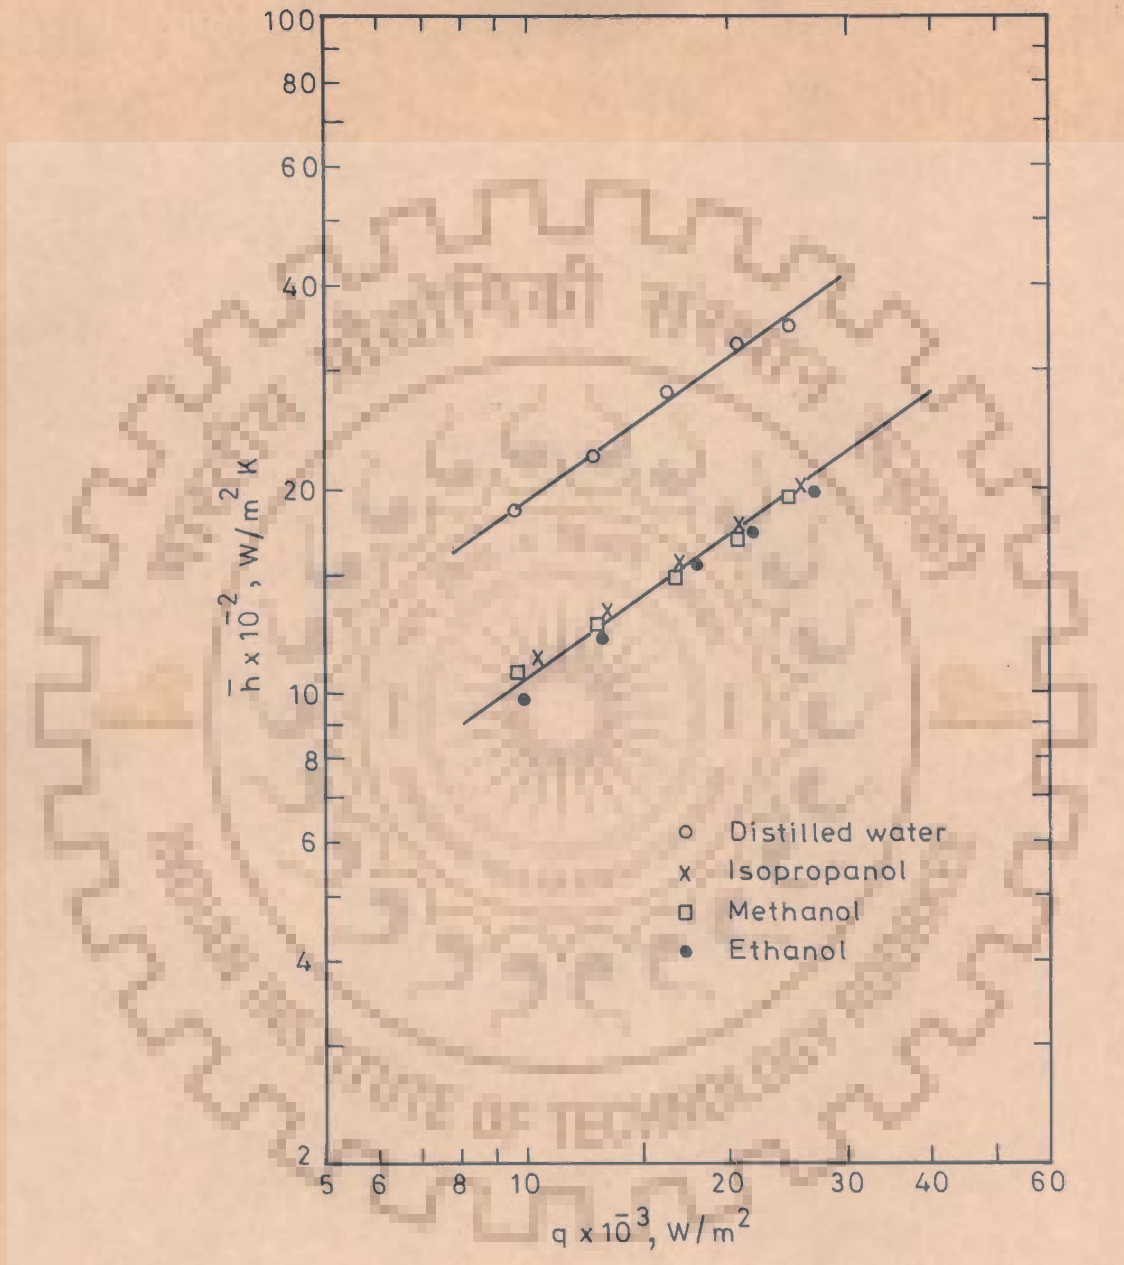 100
80
60
40
20
10
8
6
4
2
h̄ x 10⁻², W/m² K
5 6 8 10 20 30 40 60
q x 10⁻³, W/m²
o Distilled water
x Isopropanol
□ Methanol
● Ethanol
OF TECHNOLOGY